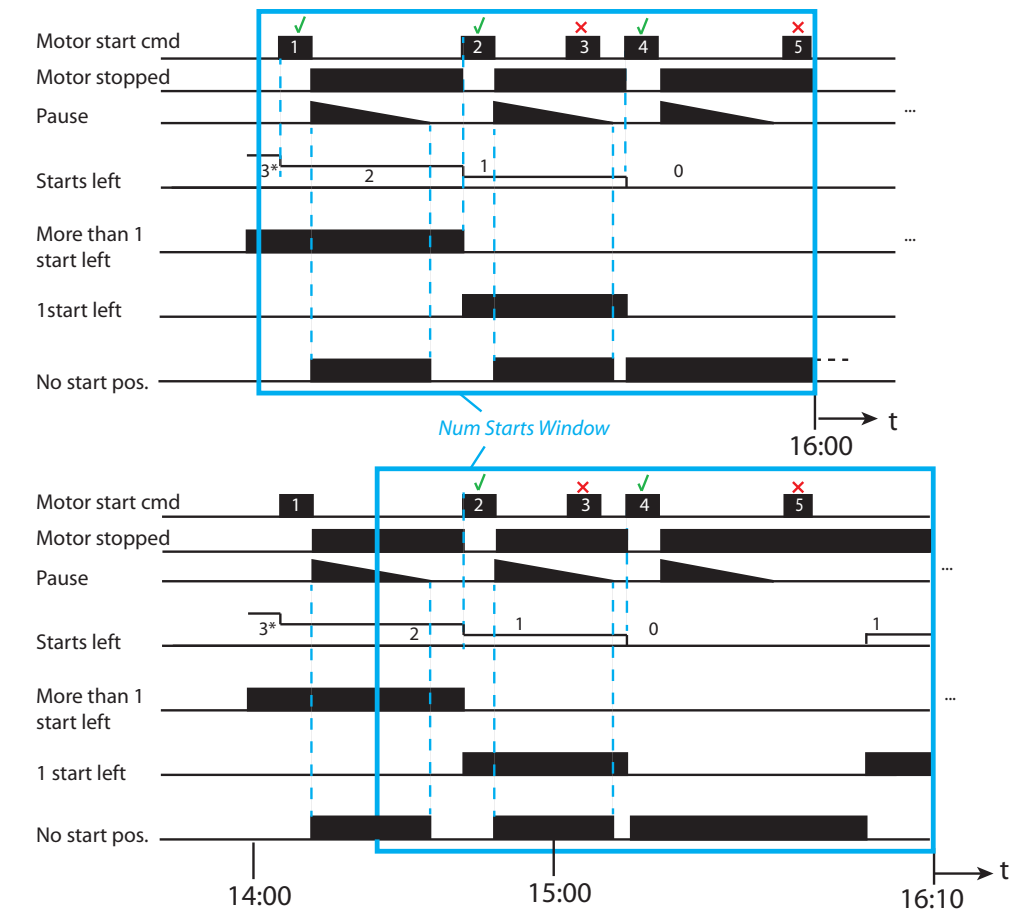 Motor start cmd
1
2
3
4
5
Motor stopped
Pause
...
Starts left
3*
2
1
0
More than 1
start left
...
1start left
No start pos.
t
16:00
Num Starts Window
Motor start cmd
1
2
3
4
5
Motor stopped
Pause
...
Starts left
3*
2
1
0
1
More than 1
start left
...
1 start left
No start pos.
t
14:00
15:00
16:10